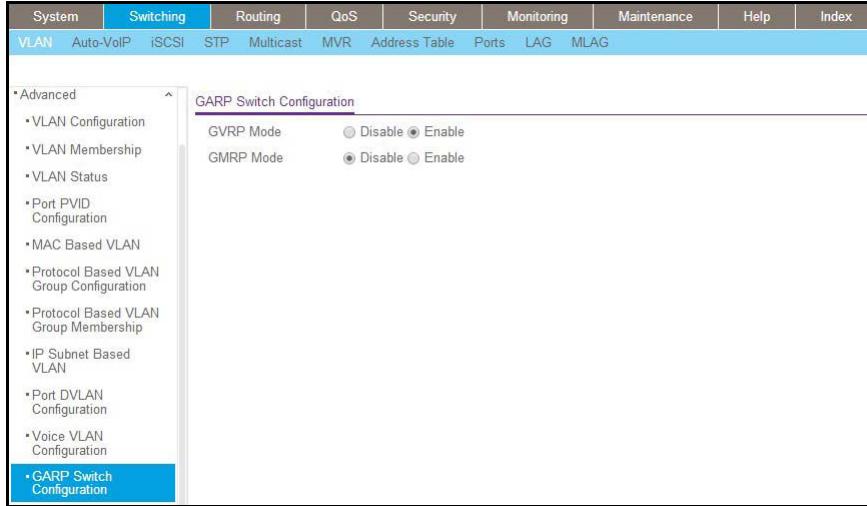 System Switching Routing QoS Security Monitoring Maintenance Help Index
VLAN Auto-VoIP iSCSI STP Multicast MVR Address Table Ports LAG MLAG
Advanced
VLAN Configuration
VLAN Membership
VLAN Status
Port PVID
Configuration
MAC Based VLAN
Protocol Based VLAN
Group Configuration
Protocol Based VLAN
Group Membership
IP Subnet Based
VLAN
Port DVLAN
Configuration
Voice VLAN
Configuration
GARP Switch
Configuration
GARP Switch Configuration
GVRP Mode Disable Enable
GMRP Mode Disable Enable